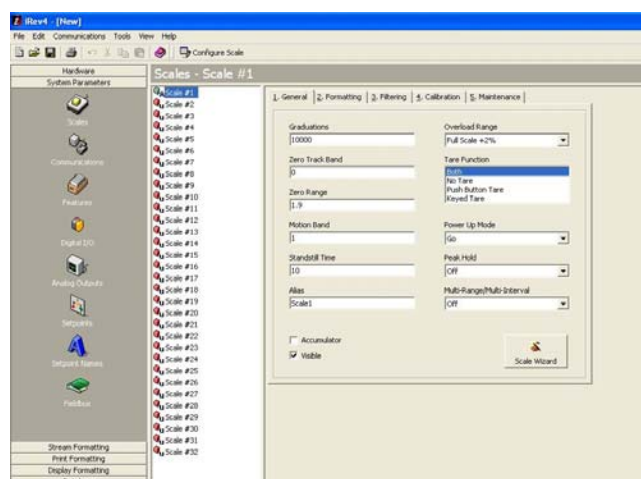 iRev4 - [New]
File Edit Communications Tools View Help
Configure Scale
Hardware
System Parameters
Scales
Communications
Features
Digital I/O
Analog Outputs
Setpoints
Setpoint Names
Fieldbus
Stream Formatting
Print Formatting
Display Formatting
Scales - Scale #1
Scale #1
Scale #2
Scale #3
Scale #4
Scale #5
Scale #6
Scale #7
Scale #8
Scale #9
Scale #10
Scale #11
Scale #12
Scale #13
Scale #14
Scale #15
Scale #16
Scale #17
Scale #18
Scale #19
Scale #20
Scale #21
Scale #22
Scale #23
Scale #24
Scale #25
Scale #26
Scale #27
Scale #28
Scale #29
Scale #30
Scale #31
Scale #32
1. General 2. Formatting 3. Filtering 4. Calibration 5. Maintenance
Graduations
10000
Zero Track Band
0
Zero Range
1.9
Motion Band
1
Standstill Time
10
Alias
Scale1
Accumulator
Visible
Overload Range
Full Scale +2%
Tare Function
Both
No Tare
Push Button Tare
Keyed Tare
Power Up Mode
Go
Peak Hold
Off
Multi-Range/Multi-Interval
Off
Scale Wizard